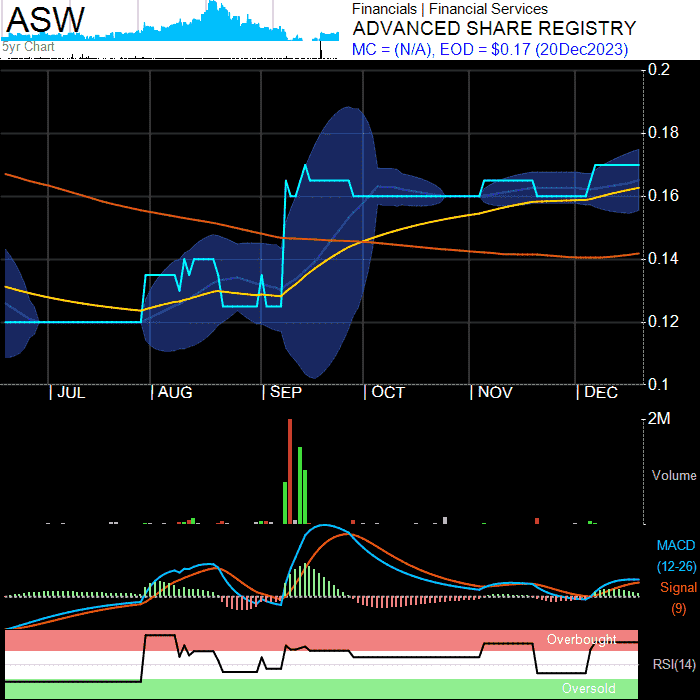 ASW
5yr Chart
Financials | Financial Services
ADVANCED SHARE REGISTRY
MC = (N/A), EOD = $0.17 (20Dec2023)
0.2
0.18
0.16
0.14
0.12
0.1
JUL AUG SEP OCT NOV DEC
2M
Volume
MACD
(12-26)
Signal
(9)
Overbought
RSI(14)
Oversold